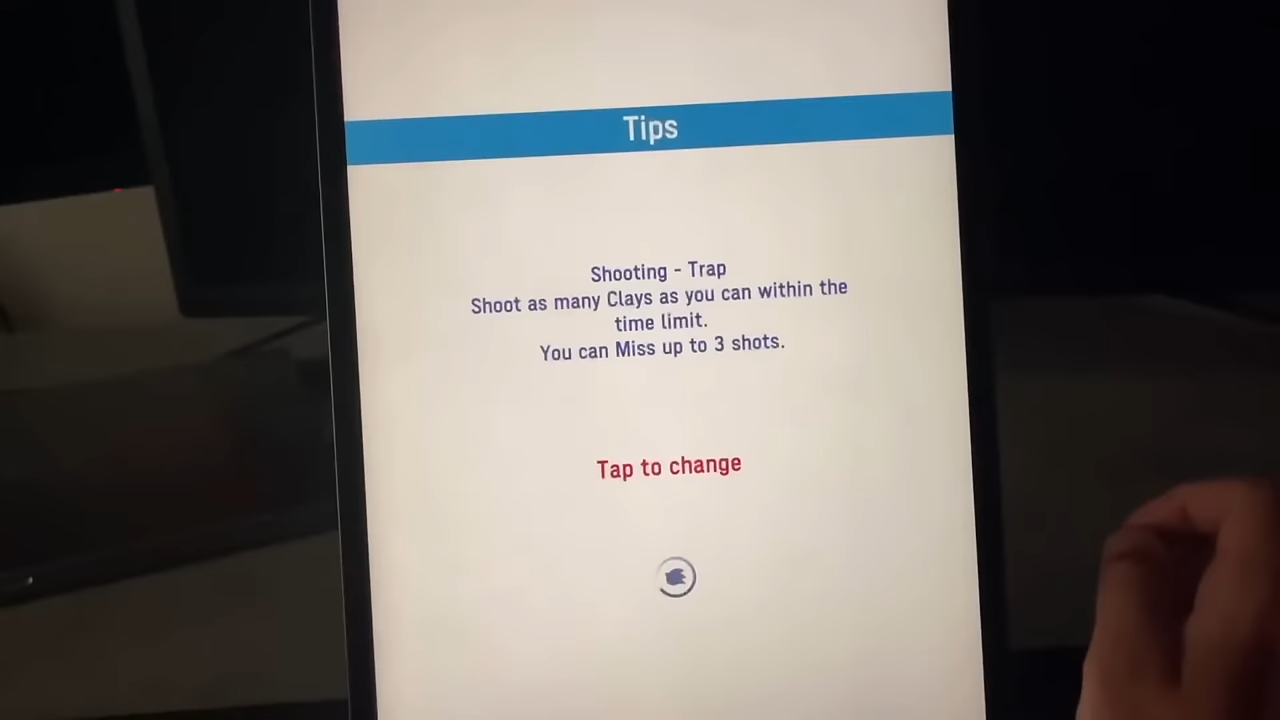 Tips
Shooting - Trap
Shoot as many Clays as you can within the
time limit.
You can Miss up to 3 shots.
Tap to change